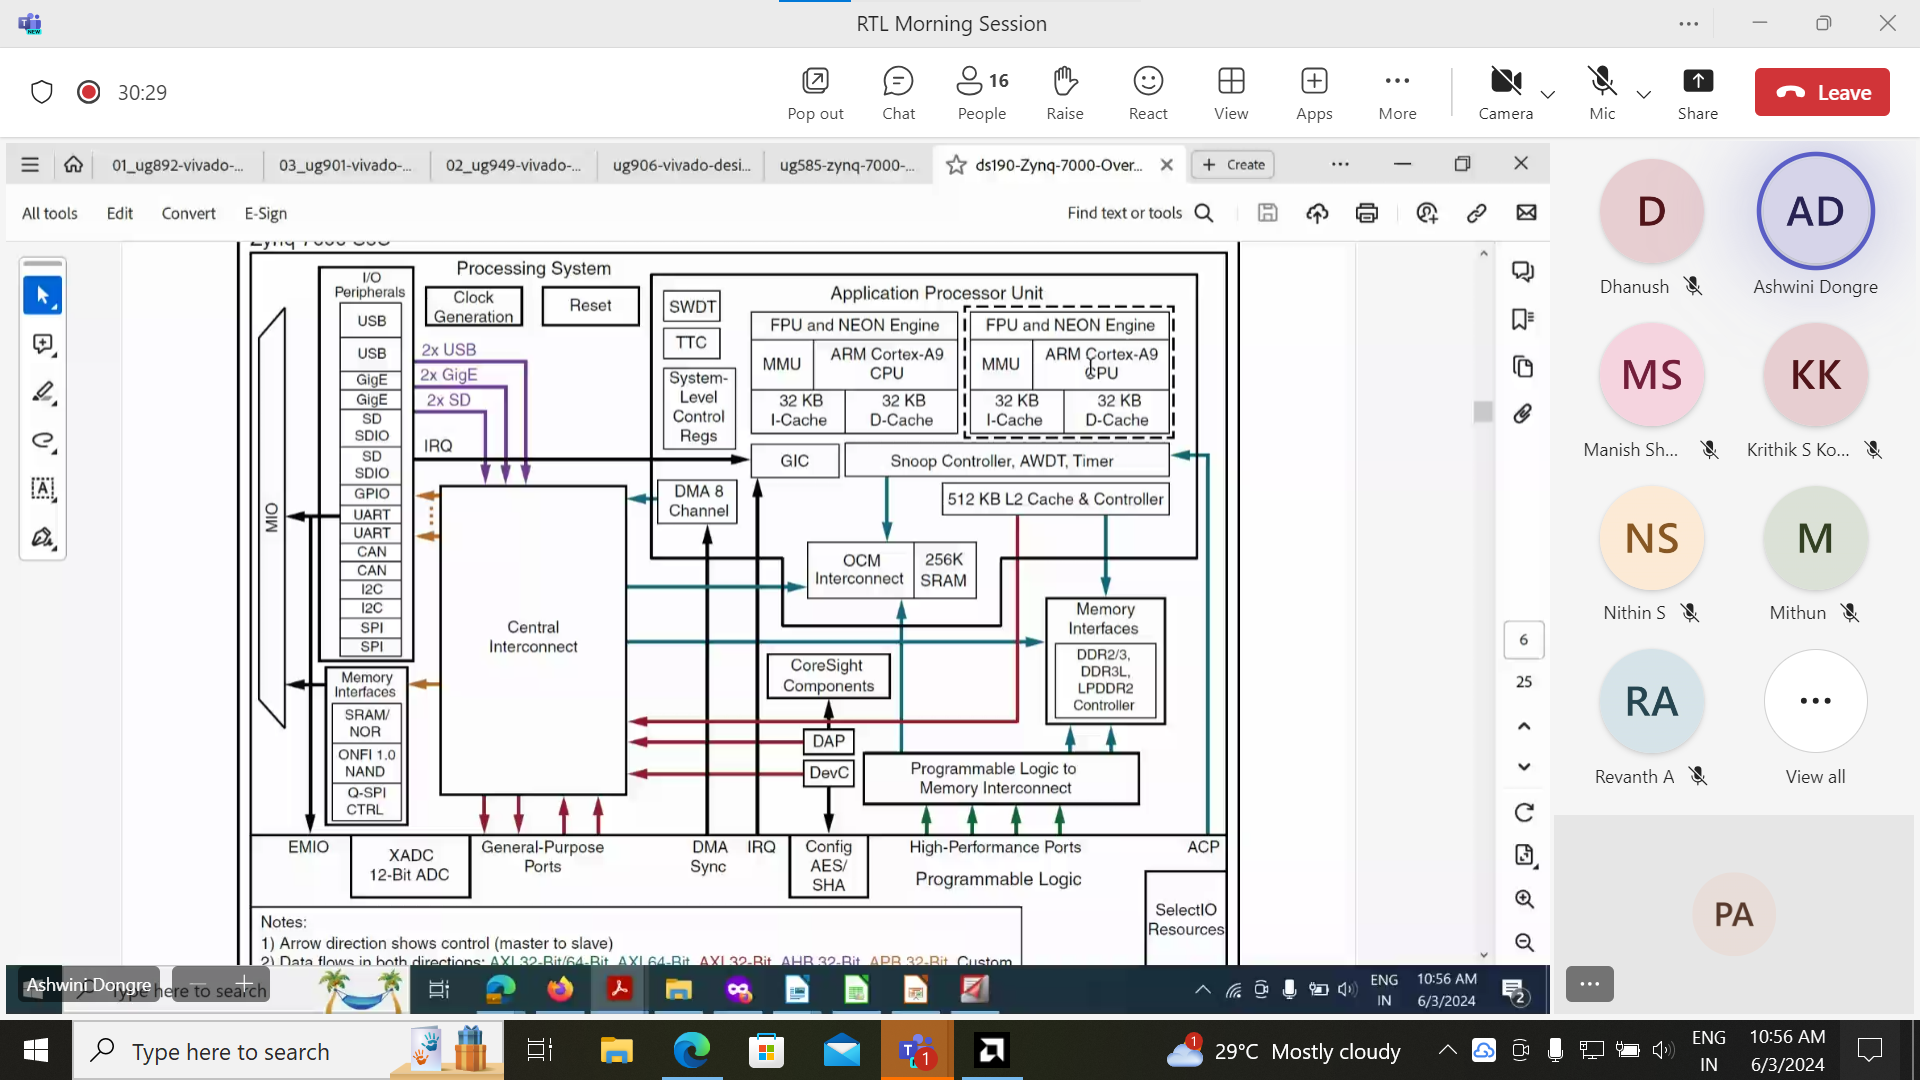 RTL Morning Session
NEW
30:29
Pop out
Chat
16
People
Raise
React
View
Apps
More
Camera
Mic
Share
Leave
01_ug892-vivado-...
03_ug901-vivado-...
02_ug949-vivado-...
ug906-vivado-desi...
ug585-zynq-7000-...
ds190-Zynq-7000-Over...
+ Create
All tools
Edit
Convert
E-Sign
Find text or tools
Zynq-7000 SoC
Processing System
I/O
Peripherals
USB
USB
GigE
GigE
SD
SDIO
SD
SDIO
GPIO
UART
UART
CAN
CAN
I2C
I2C
SPI
SPI
MIO
Memory
Interfaces
SRAM/
NOR
ONFI 1.0
NAND
Q-SPI
CTRL
Clock
Generation
Reset
2x USB
2x GigE
2x SD
IRQ
Central
Interconnect
Application Processor Unit
SWDT
TTC
System-
Level
Control
Regs
FPU and NEON Engine
MMU
ARM Cortex-A9
CPU
32 KB
I-Cache
32 KB
D-Cache
FPU and NEON Engine
MMU
ARM Cortex-A9
CPU
32 KB
I-Cache
32 KB
D-Cache
GIC
Snoop Controller, AWDT, Timer
DMA 8
Channel
512 KB L2 Cache & Controller
OCM
Interconnect
256K
SRAM
Memory
Interfaces
DDR2/3,
DDR3L,
LPDDR2
Controller
CoreSight
Components
DAP
DevC
Programmable Logic to
Memory Interconnect
EMIO
XADC
12-Bit ADC
General-Purpose
Ports
DMA
Sync
IRQ
Config
AES/
SHA
High-Performance Ports
ACP
Programmable Logic
SelectIO
Resources
Notes:
1) Arrow direction shows control (master to slave)
2) Data flows in both directions: AXI 32-Bit/64-Bit, AXI 64-Bit, AXI 32-Bit, AHB 32-Bit, APB 32-Bit, Custom
6
25
D
Dhanush
AD
Ashwini Dongre
MS
Manish Sh...
KK
Krithik S Ko...
NS
Nithin S
M
Mithun
RA
Revanth A
...
View all
PA
Ashwini Dongre
Type here to search
ENG
IN
10:56 AM
6/3/2024
2
Type here to search
1
1
29°C Mostly cloudy
ENG
IN
10:56 AM
6/3/2024